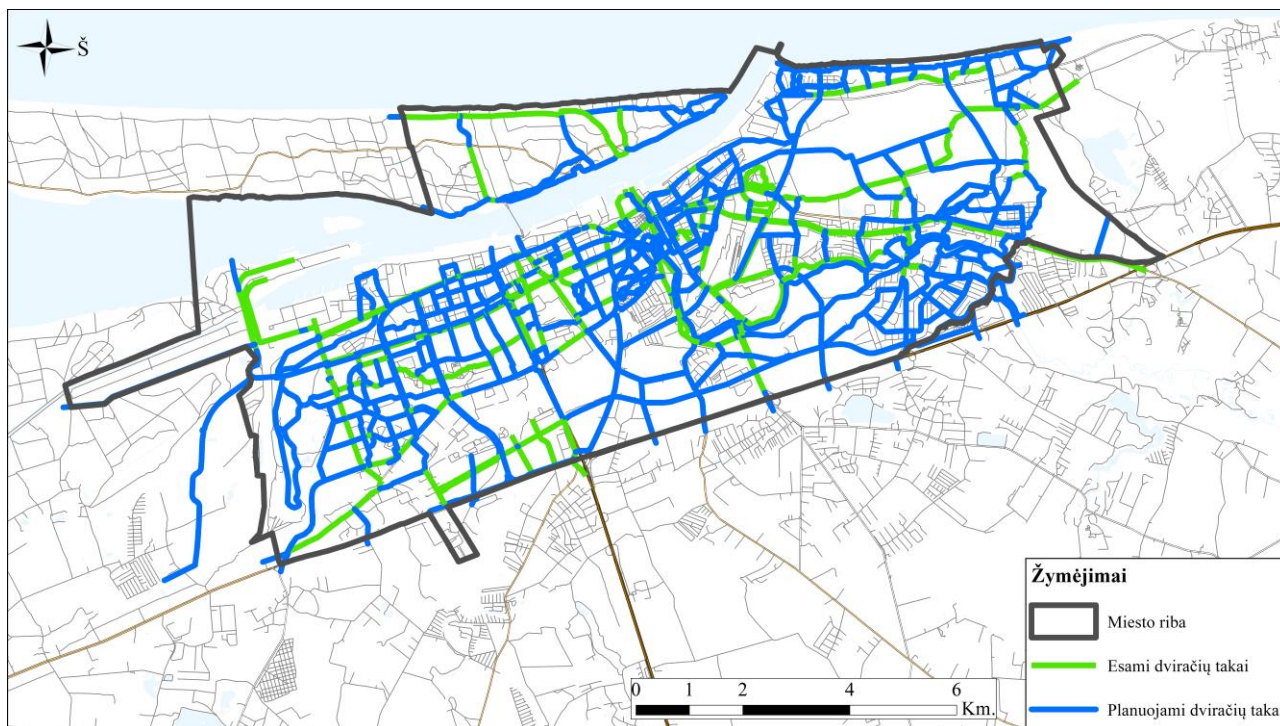 Š
Žymėjimai
Miesto riba
Esami dviračių takai
Planuojami dviračių taka
0 1 2 4 6
Km.